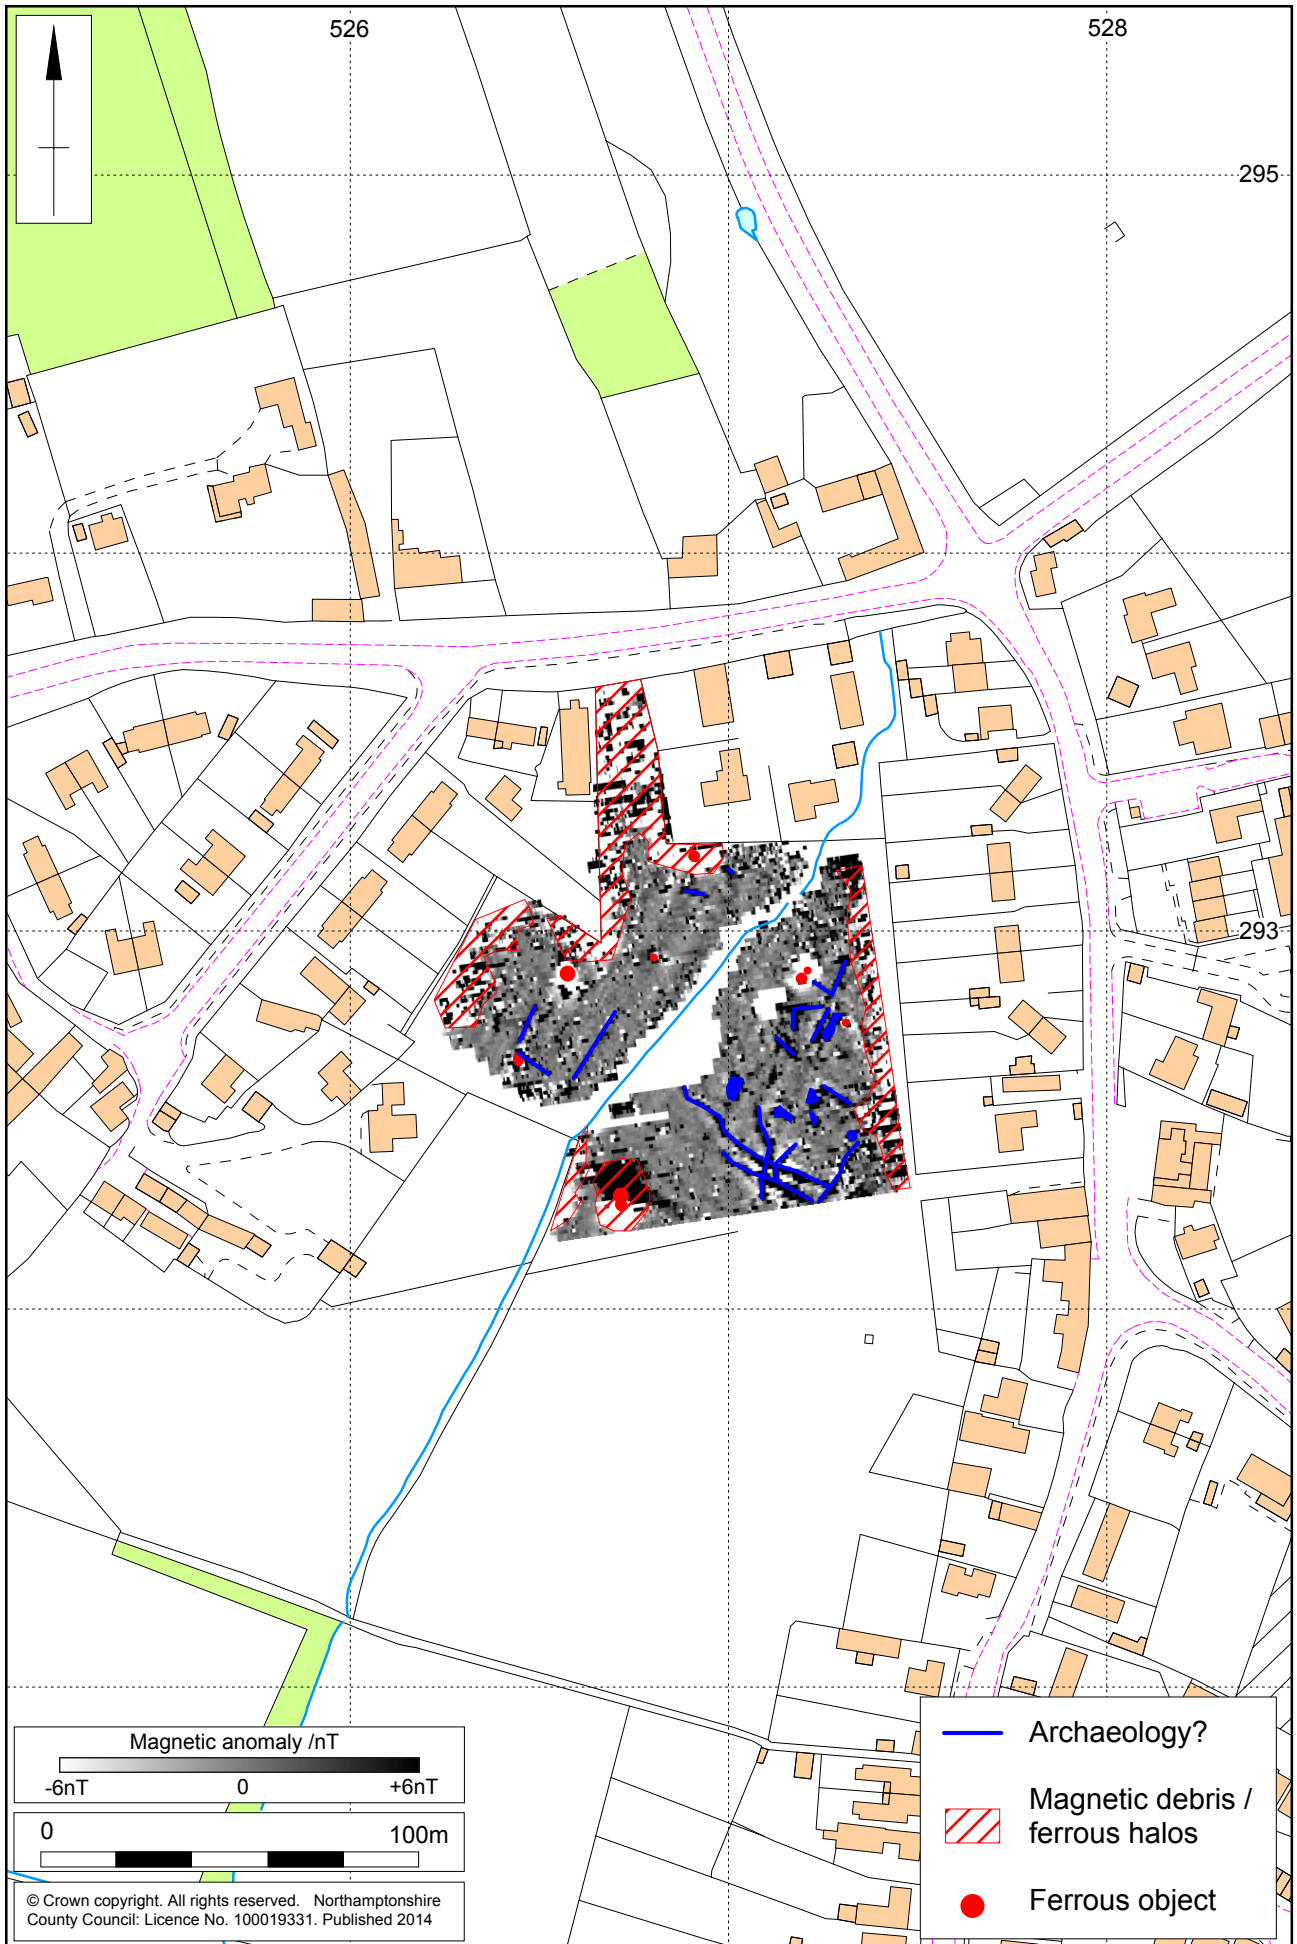 526
528
295
293
Magnetic anomaly /nT
-6nT 0 +6nT
0 100m
© Crown copyright. All rights reserved. Northamptonshire
County Council: Licence No. 100019331. Published 2014
Archaeology?
Magnetic debris /
ferrous halos
Ferrous object